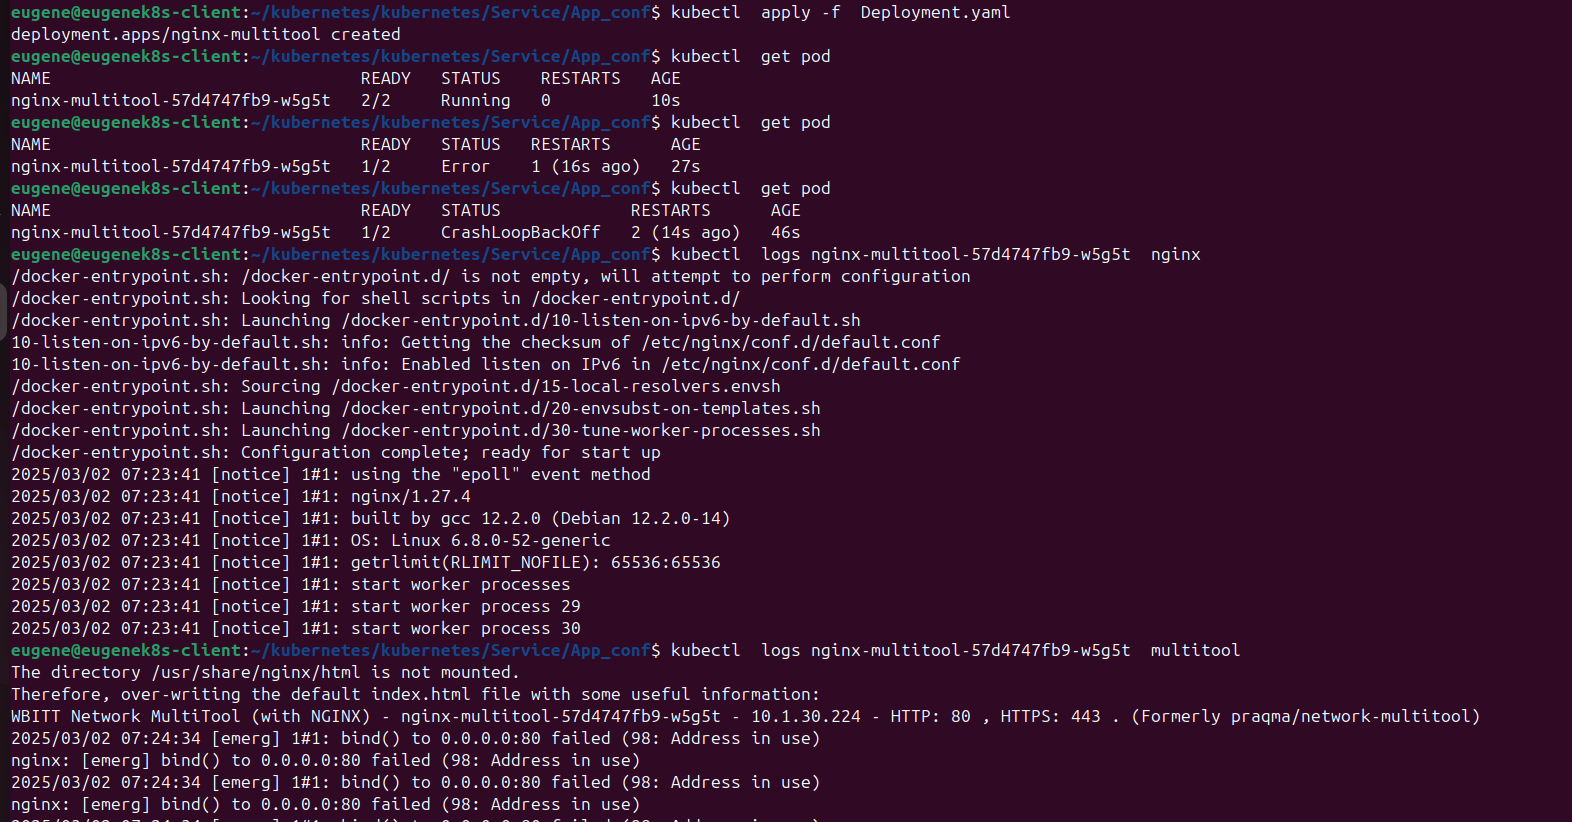 eugene@eugenek8s-client:~/kubernetes/kubernetes/Service/App_conf$ kubectl  apply -f  Deployment.yaml
deployment.apps/nginx-multitool created
eugene@eugenek8s-client:~/kubernetes/kubernetes/Service/App_conf$ kubectl  get pod
NAME                               READY   STATUS    RESTARTS   AGE
nginx-multitool-57d4747fb9-w5g5t   2/2     Running   0          10s
eugene@eugenek8s-client:~/kubernetes/kubernetes/Service/App_conf$ kubectl  get pod
NAME                               READY   STATUS   RESTARTS      AGE
nginx-multitool-57d4747fb9-w5g5t   1/2     Error    1 (16s ago)   27s
eugene@eugenek8s-client:~/kubernetes/kubernetes/Service/App_conf$ kubectl  get pod
NAME                               READY   STATUS             RESTARTS      AGE
nginx-multitool-57d4747fb9-w5g5t   1/2     CrashLoopBackOff   2 (14s ago)   46s
eugene@eugenek8s-client:~/kubernetes/kubernetes/Service/App_conf$ kubectl  logs nginx-multitool-57d4747fb9-w5g5t  nginx
/docker-entrypoint.sh: /docker-entrypoint.d/ is not empty, will attempt to perform configuration
/docker-entrypoint.sh: Looking for shell scripts in /docker-entrypoint.d/
/docker-entrypoint.sh: Launching /docker-entrypoint.d/10-listen-on-ipv6-by-default.sh
10-listen-on-ipv6-by-default.sh: info: Getting the checksum of /etc/nginx/conf.d/default.conf
10-listen-on-ipv6-by-default.sh: info: Enabled listen on IPv6 in /etc/nginx/conf.d/default.conf
/docker-entrypoint.sh: Sourcing /docker-entrypoint.d/15-local-resolvers.envsh
/docker-entrypoint.sh: Launching /docker-entrypoint.d/20-envsubst-on-templates.sh
/docker-entrypoint.sh: Launching /docker-entrypoint.d/30-tune-worker-processes.sh
/docker-entrypoint.sh: Configuration complete; ready for start up
2025/03/02 07:23:41 [notice] 1#1: using the "epoll" event method
2025/03/02 07:23:41 [notice] 1#1: nginx/1.27.4
2025/03/02 07:23:41 [notice] 1#1: built by gcc 12.2.0 (Debian 12.2.0-14)
2025/03/02 07:23:41 [notice] 1#1: OS: Linux 6.8.0-52-generic
2025/03/02 07:23:41 [notice] 1#1: getrlimit(RLIMIT_NOFILE): 65536:65536
2025/03/02 07:23:41 [notice] 1#1: start worker processes
2025/03/02 07:23:41 [notice] 1#1: start worker process 29
2025/03/02 07:23:41 [notice] 1#1: start worker process 30
eugene@eugenek8s-client:~/kubernetes/kubernetes/Service/App_conf$ kubectl  logs nginx-multitool-57d4747fb9-w5g5t  multitool
The directory /usr/share/nginx/html is not mounted.
Therefore, over-writing the default index.html file with some useful information:
WBITT Network MultiTool (with NGINX) - nginx-multitool-57d4747fb9-w5g5t - 10.1.30.224 - HTTP: 80 , HTTPS: 443 . (Formerly praqma/network-multitool)
2025/03/02 07:24:34 [emerg] 1#1: bind() to 0.0.0.0:80 failed (98: Address in use)
nginx: [emerg] bind() to 0.0.0.0:80 failed (98: Address in use)
2025/03/02 07:24:34 [emerg] 1#1: bind() to 0.0.0.0:80 failed (98: Address in use)
nginx: [emerg] bind() to 0.0.0.0:80 failed (98: Address in use)